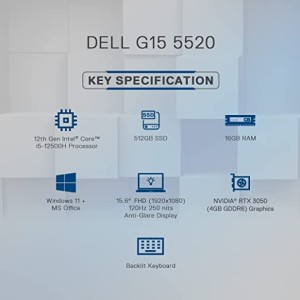 DELL G15 5520
KEY SPECIFICATION
12th Gen Intel® Core™
i5-12500H Processor
SSD
512GB SSD
16GB RAM
Windows 11 +
MS Office
15.6" FHD (1920x1080)
120Hz 250 nits
Anti-Glare Display
NVIDIA® RTX 3050
(4GB GDDR6) Graphics
Backlit Keyboard